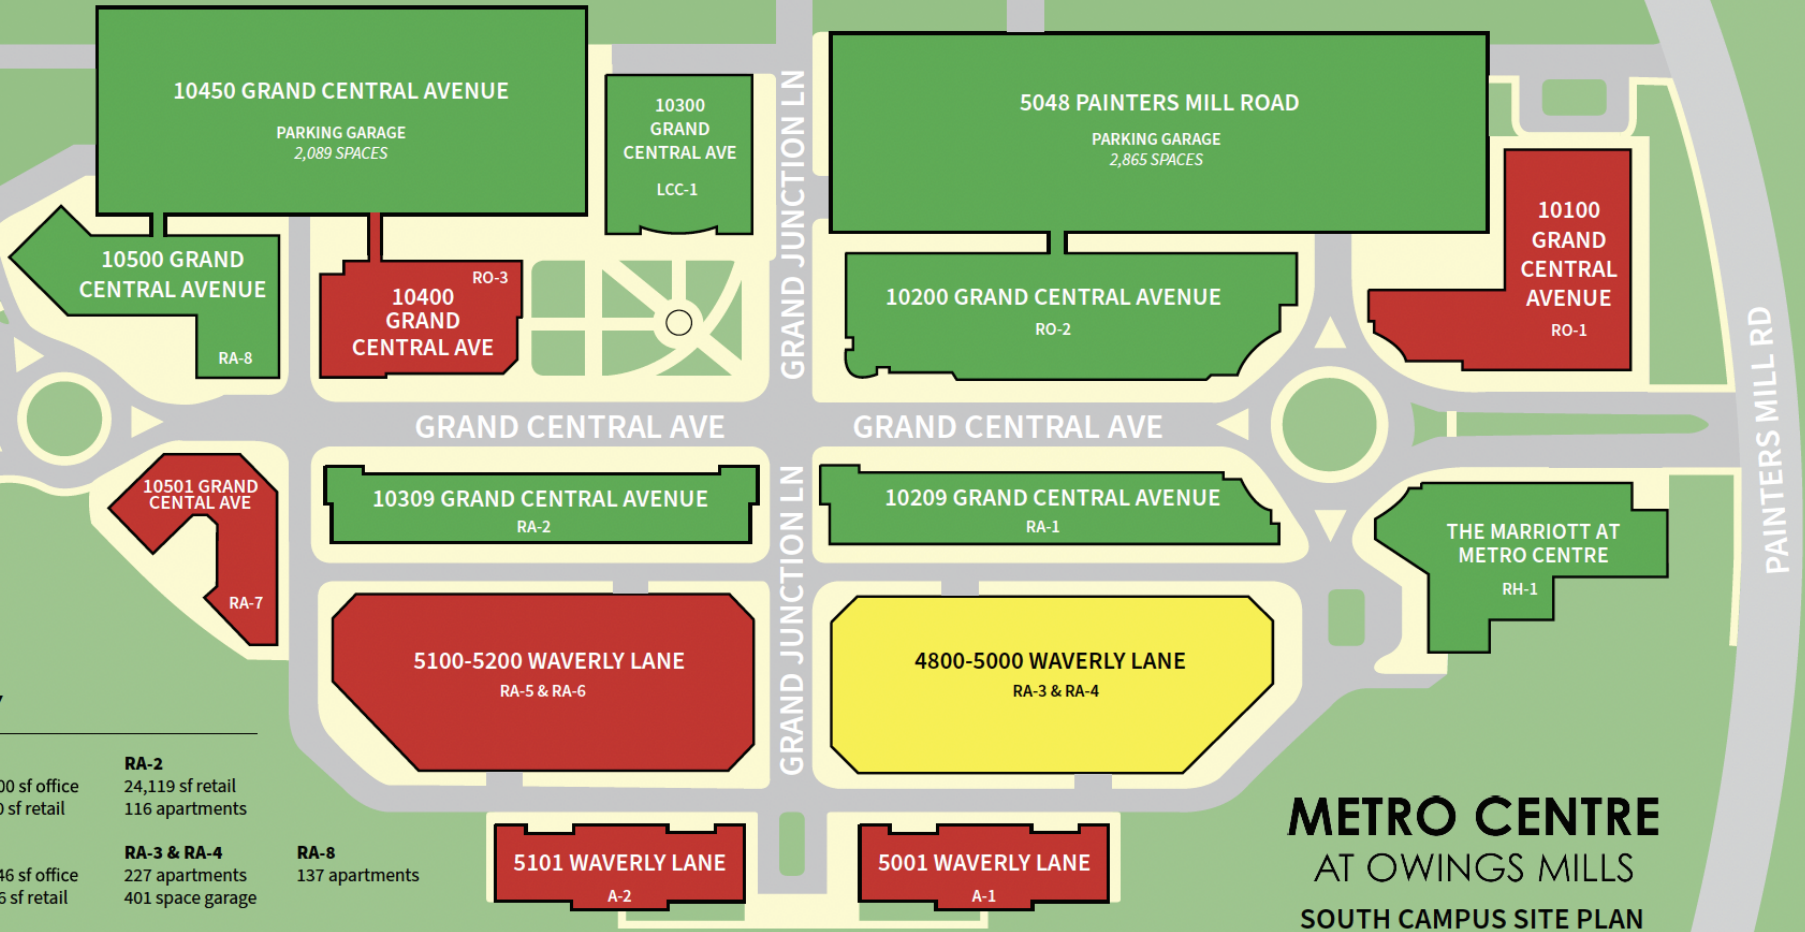 10450 GRAND CENTRAL AVENUE
PARKING GARAGE
2,089 SPACES
10300
GRAND
CENTRAL AVE
LCC-1
GRAND JUNCTION LN
5048 PAINTERS MILL ROAD
PARKING GARAGE
2,865 SPACES
10100
GRAND
CENTRAL
AVENUE
RO-1
10500 GRAND
CENTRAL AVENUE
RA-8
RO-3
10400
GRAND
CENTRAL AVE
10200 GRAND CENTRAL AVENUE
RO-2
PAINTERS MILL RD
GRAND CENTRAL AVE
GRAND CENTRAL AVE
10501 GRAND
CENTAL AVE
RA-7
10309 GRAND CENTRAL AVENUE
RA-2
GRAND JUNCTION LN
10209 GRAND CENTRAL AVENUE
RA-1
THE MARRIOTT AT
METRO CENTRE
RH-1
5100-5200 WAVERLY LANE
RA-5 & RA-6
4800-5000 WAVERLY LANE
RA-3 & RA-4
00 sf office
0 sf retail
46 sf office
6 sf retail
RA-2
24,119 sf retail
116 apartments
RA-3 & RA-4
227 apartments
401 space garage
RA-8
137 apartments
5101 WAVERLY LANE
A-2
5001 WAVERLY LANE
A-1
METRO CENTRE
AT OWINGS MILLS
SOUTH CAMPUS SITE PLAN